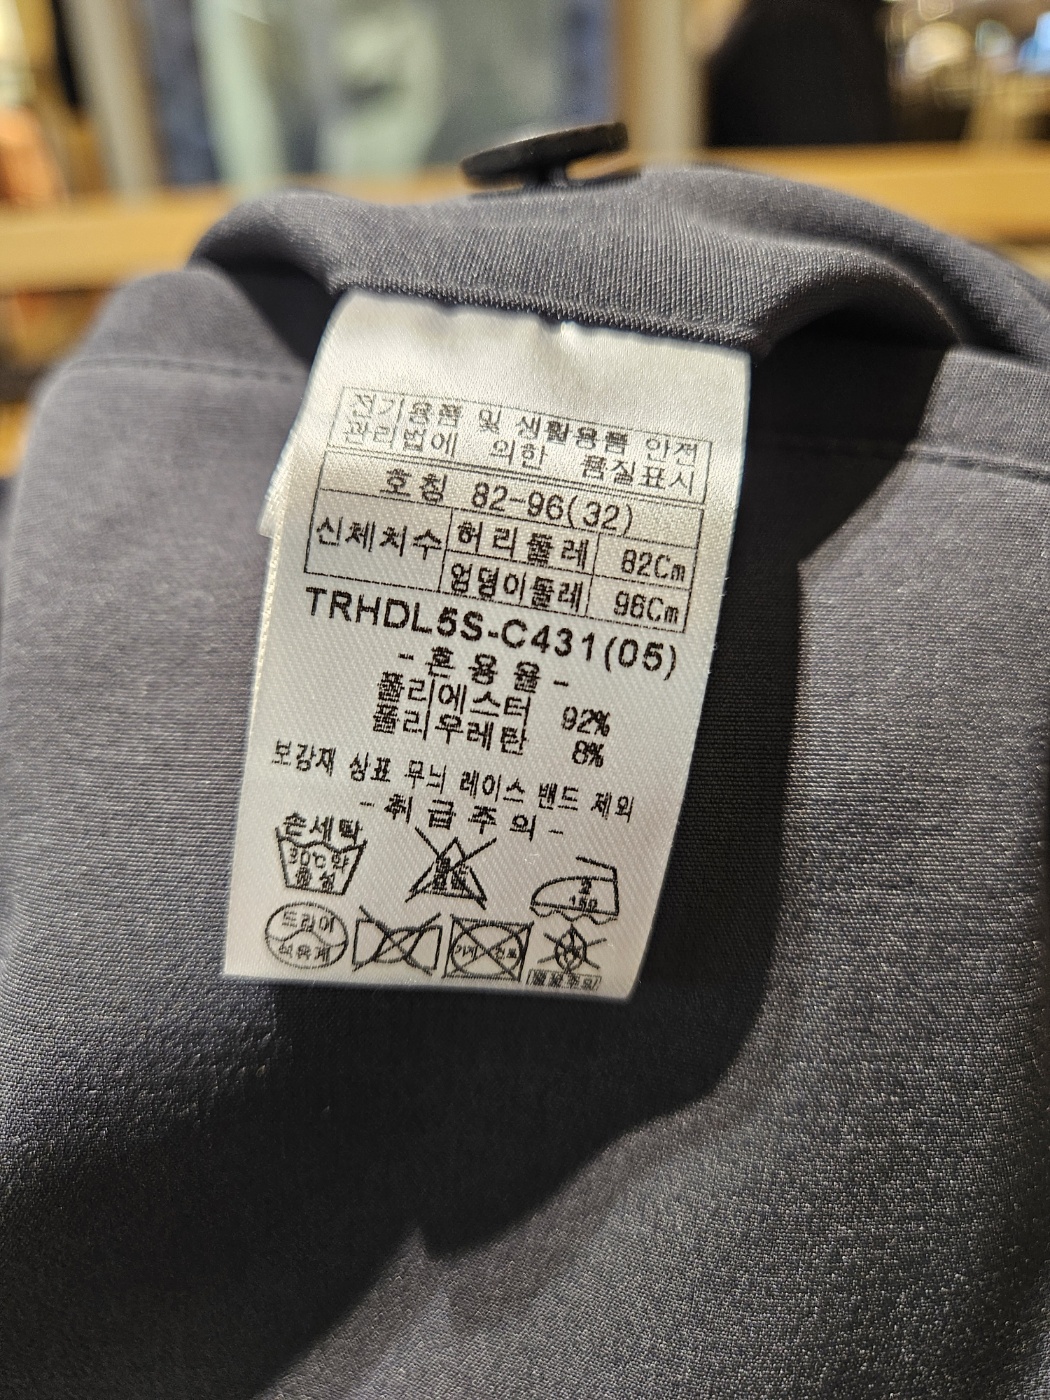 전기용품 및 생활용품 안전
관리법에 의한 품질표시
호칭 82-96(32)
신체치수 허리둘레 82Cm
엉덩이둘레 96Cm
TRHDL5S-C431(05)
- 혼용율 -
폴리에스터 92%
폴리우레탄 8%
보강재 상표 무늬 레이스 밴드 제외
- 취급주의 -
손세탁
30℃약
중성
2
150
드라이
석유계